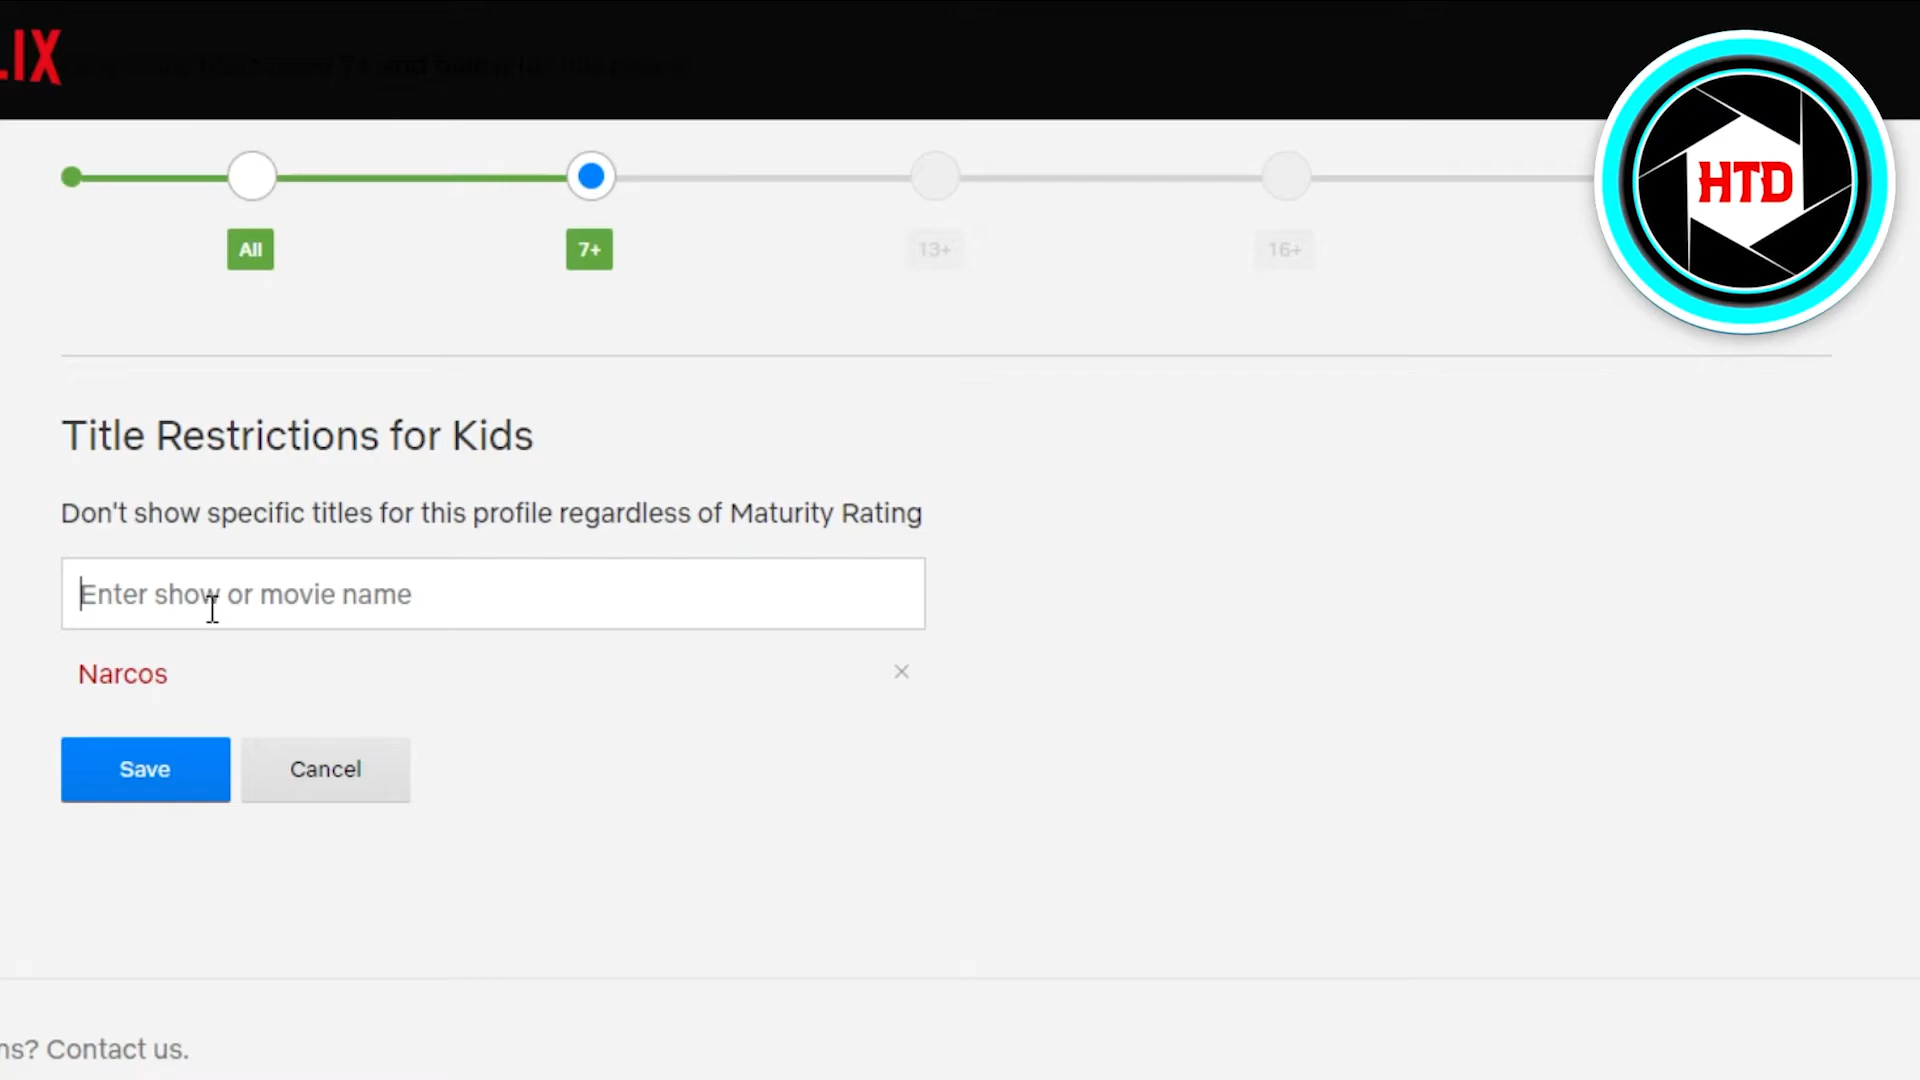 LIX
HTD
All
7+
13+
16+
Title Restrictions for Kids
Don't show specific titles for this profile regardless of Maturity Rating
Enter show or movie name
Narcos
Save
Cancel
ns? Contact us.